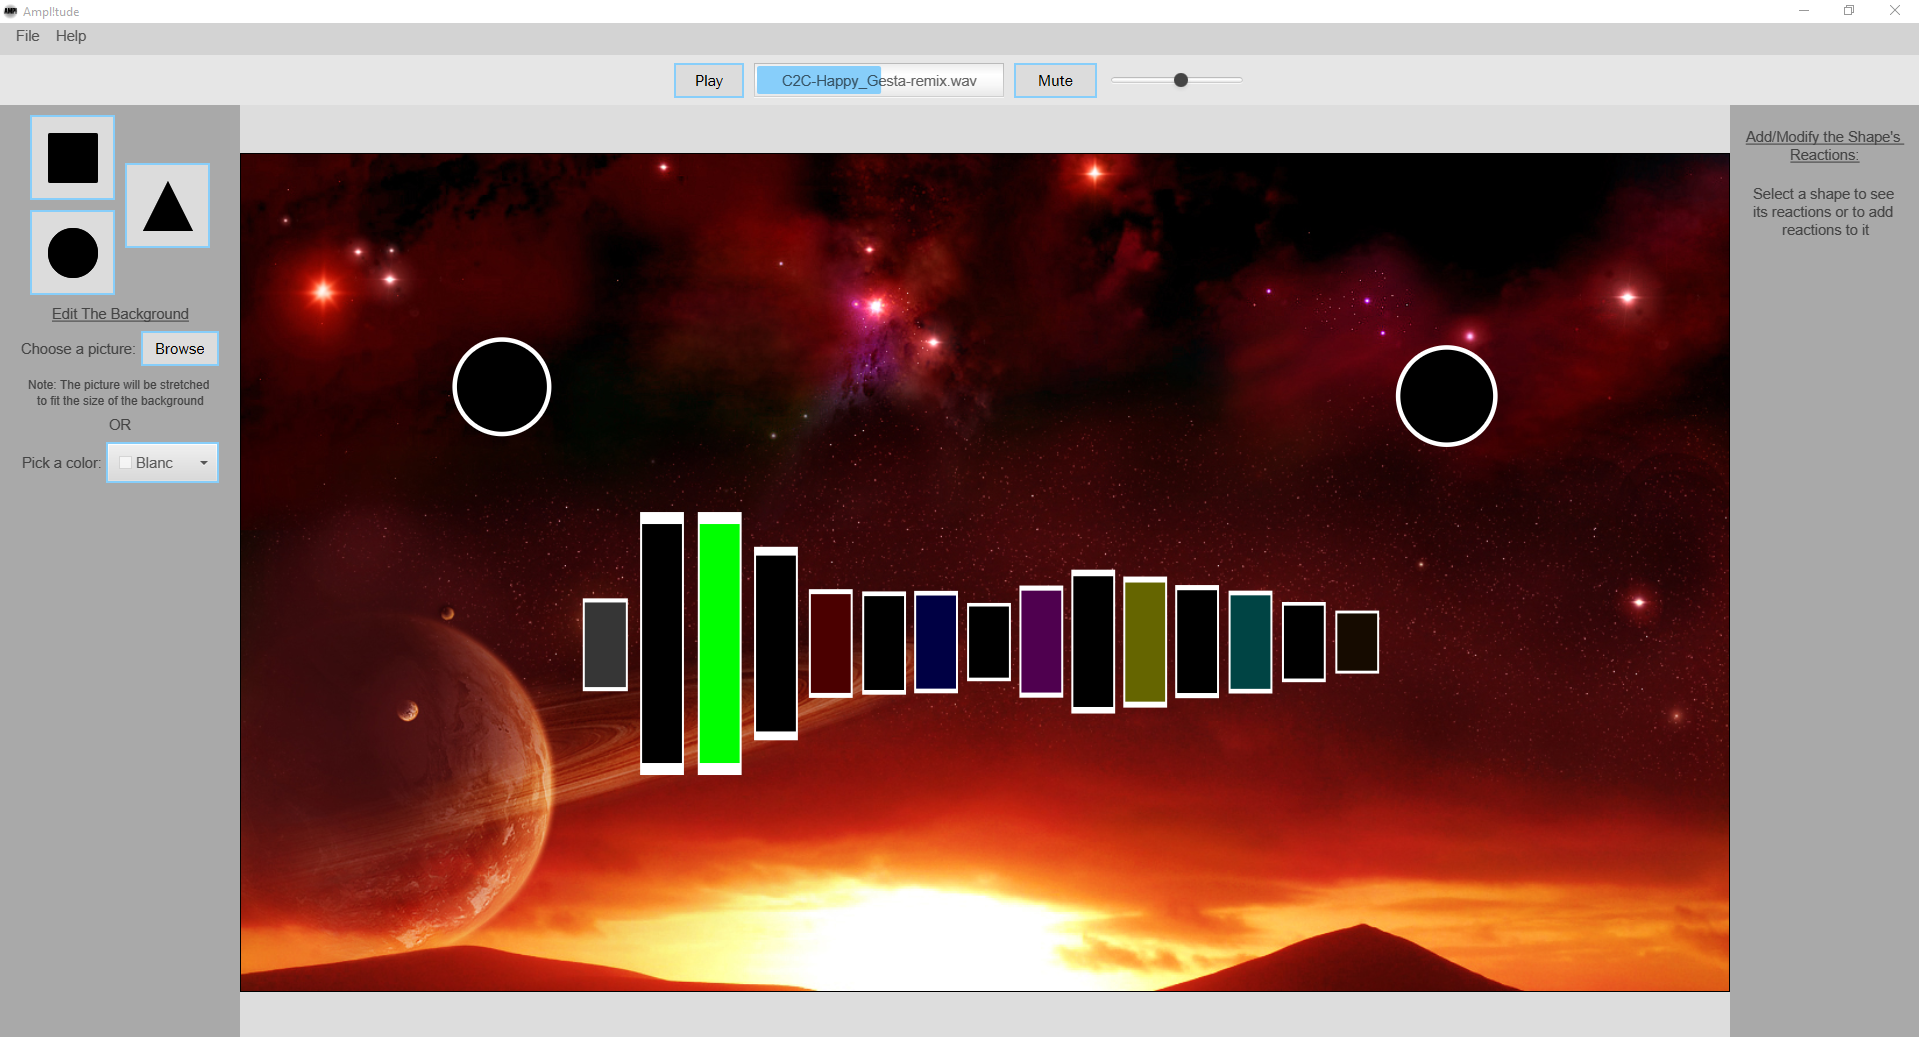 Ampl!tude
File Help
Play C2C-Happy_Gesta-remix.wav Mute
Edit The Background
Choose a picture: Browse
Note: The picture will be stretched
to fit the size of the background
OR
Pick a color: Blanc
Add/Modify the Shape's
Reactions:
Select a shape to see
its reactions or to add
reactions to it